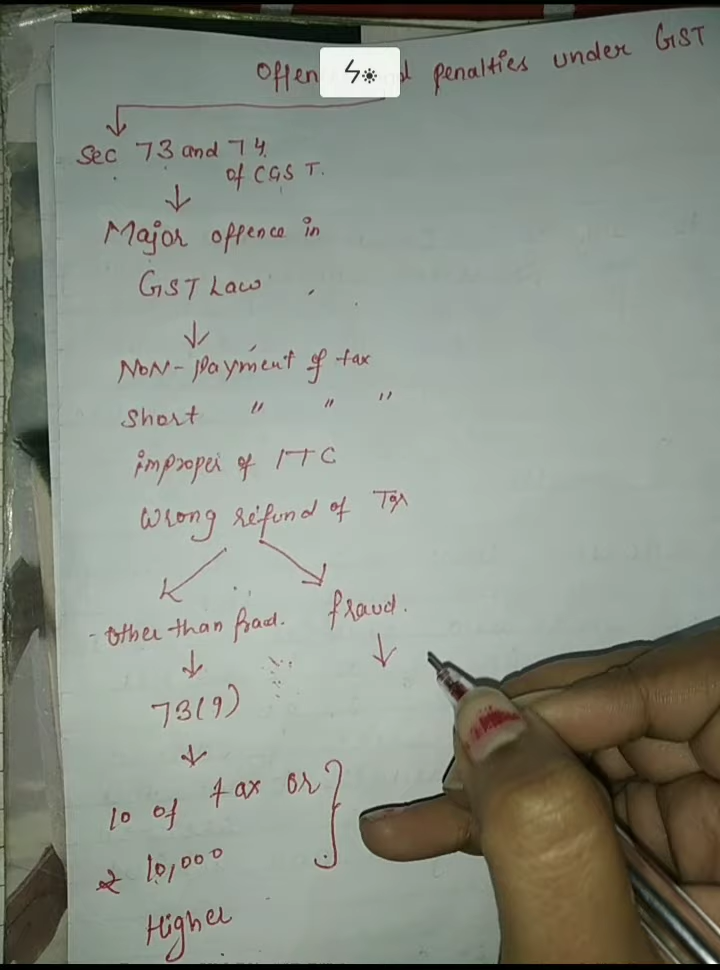 Offen d penalties under GST
Sec 73 and 74
of CGST.
Major offence in
GST Law
Non-payment of tax
Short " " "
improper of ITC
Wrong refund of Tax
other than fraud.
fraud.
73(9)
10 of tax or
₹ 10,000
Higher